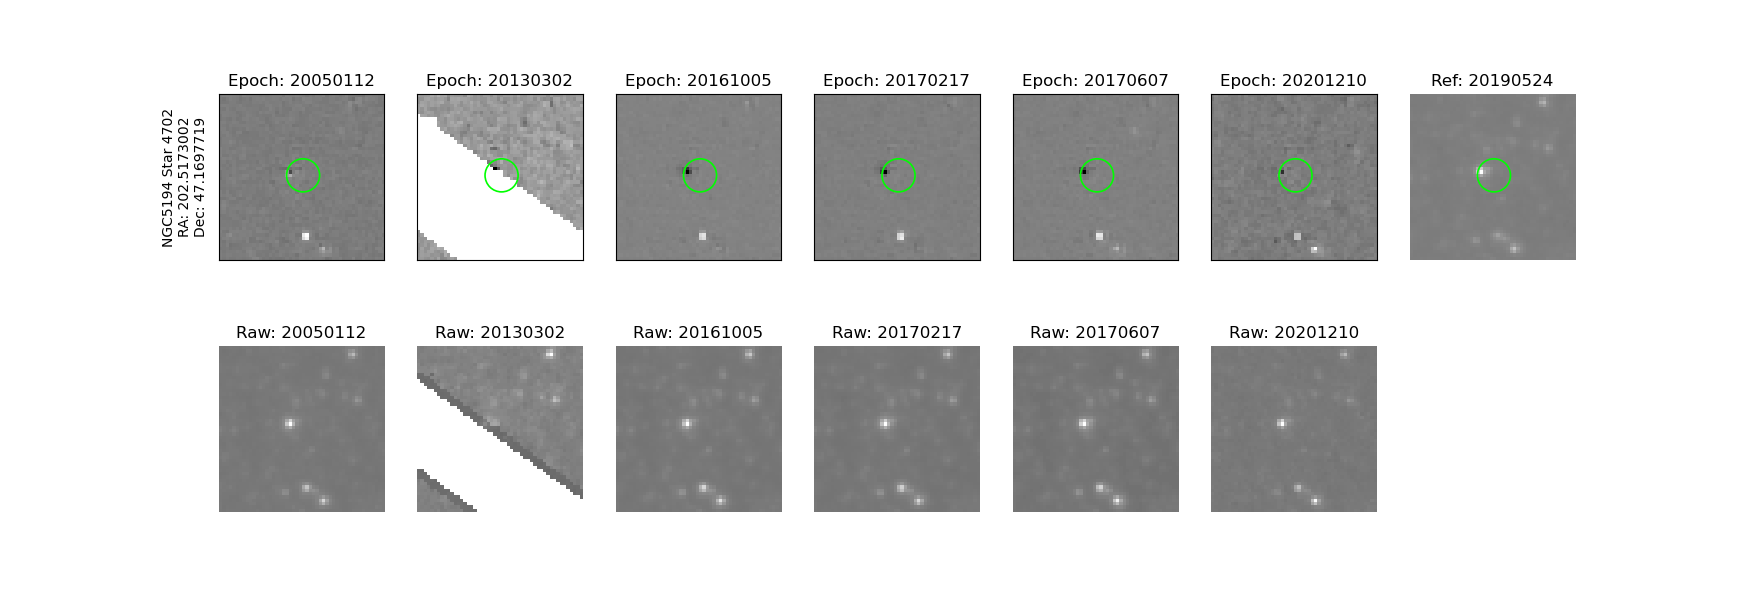 NGC5194 Star 4702
RA: 202.5173002
Dec: 47.1697719
Epoch: 20050112
Epoch: 20130302
Epoch: 20161005
Epoch: 20170217
Epoch: 20170607
Epoch: 20201210
Ref: 20190524
Raw: 20050112
Raw: 20130302
Raw: 20161005
Raw: 20170217
Raw: 20170607
Raw: 20201210